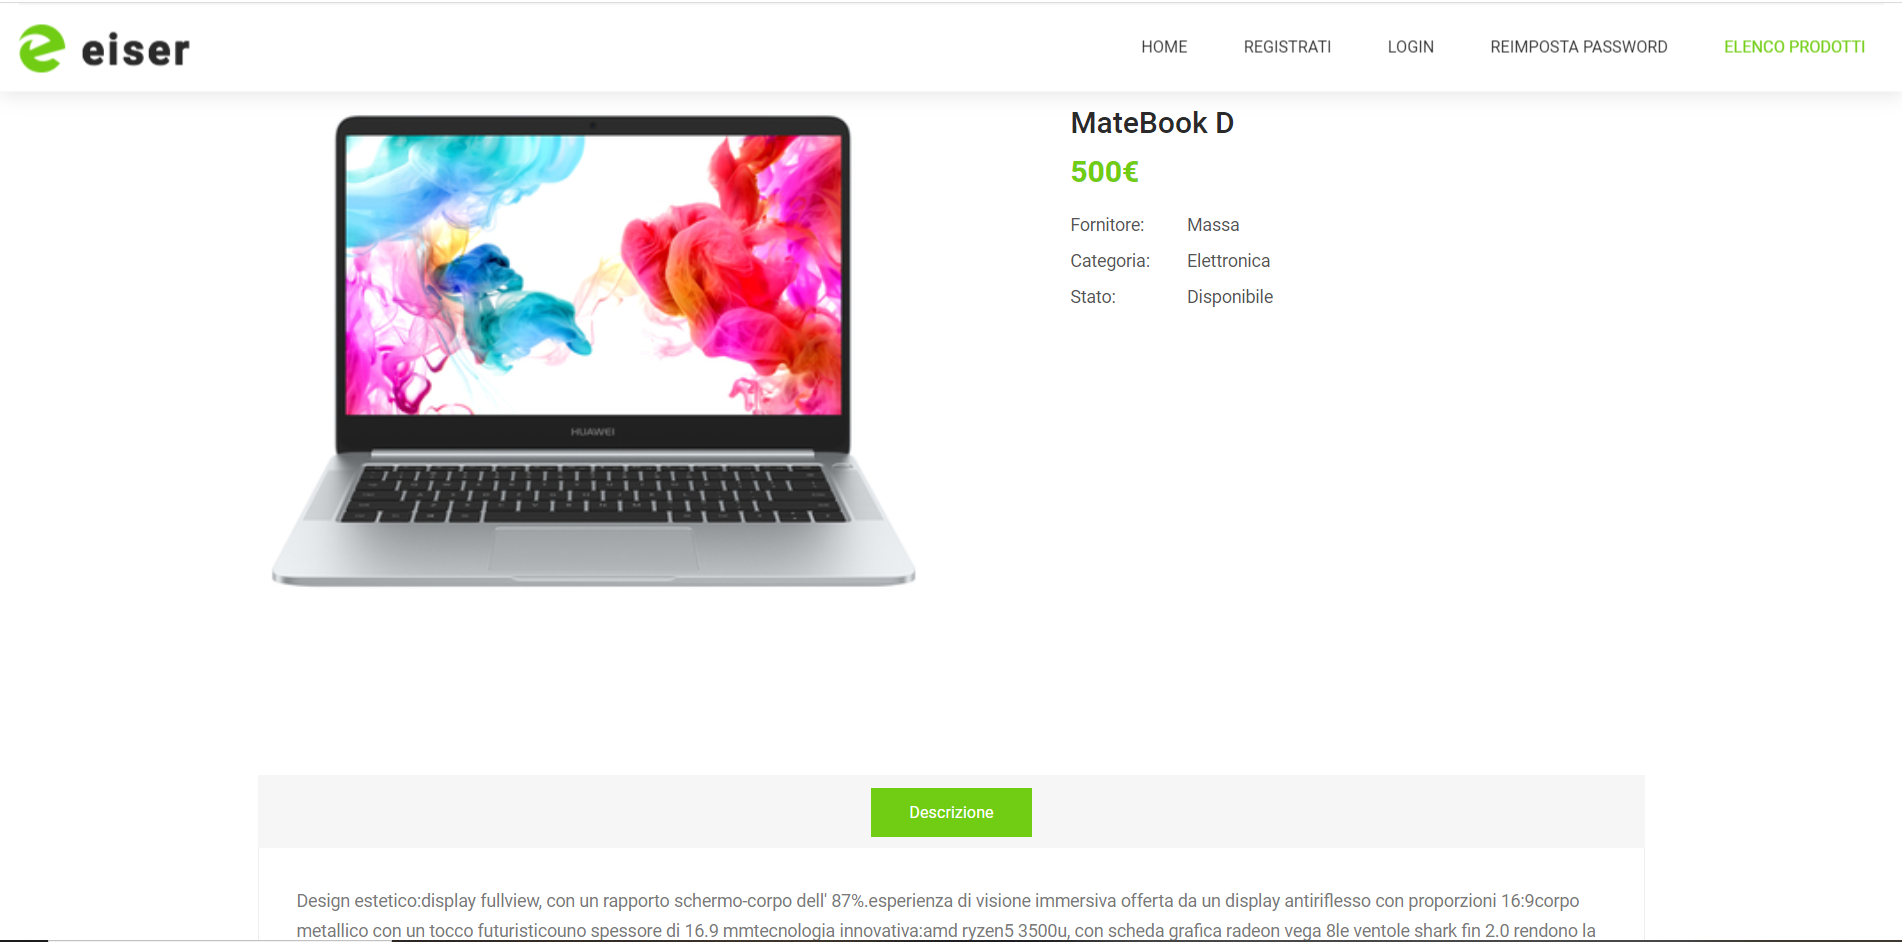 eiser
HOME REGISTRATI LOGIN REIMPOSTA PASSWORD ELENCO PRODOTTI
MateBook D
500€
Fornitore: Massa
Categoria: Elettronica
Stato: Disponibile
HUAWEI
Descrizione
Design estetico:display fullview, con un rapporto schermo-corpo dell' 87%.esperienza di visione immersiva offerta da un display antiriflesso con proporzioni 16:9corpo
metallico con un tocco futuristicouno spessore di 16.9 mmtecnologia innovativa:amd ryzen5 3500u, con scheda grafica radeon vega 8le ventole shark fin 2.0 rendono la